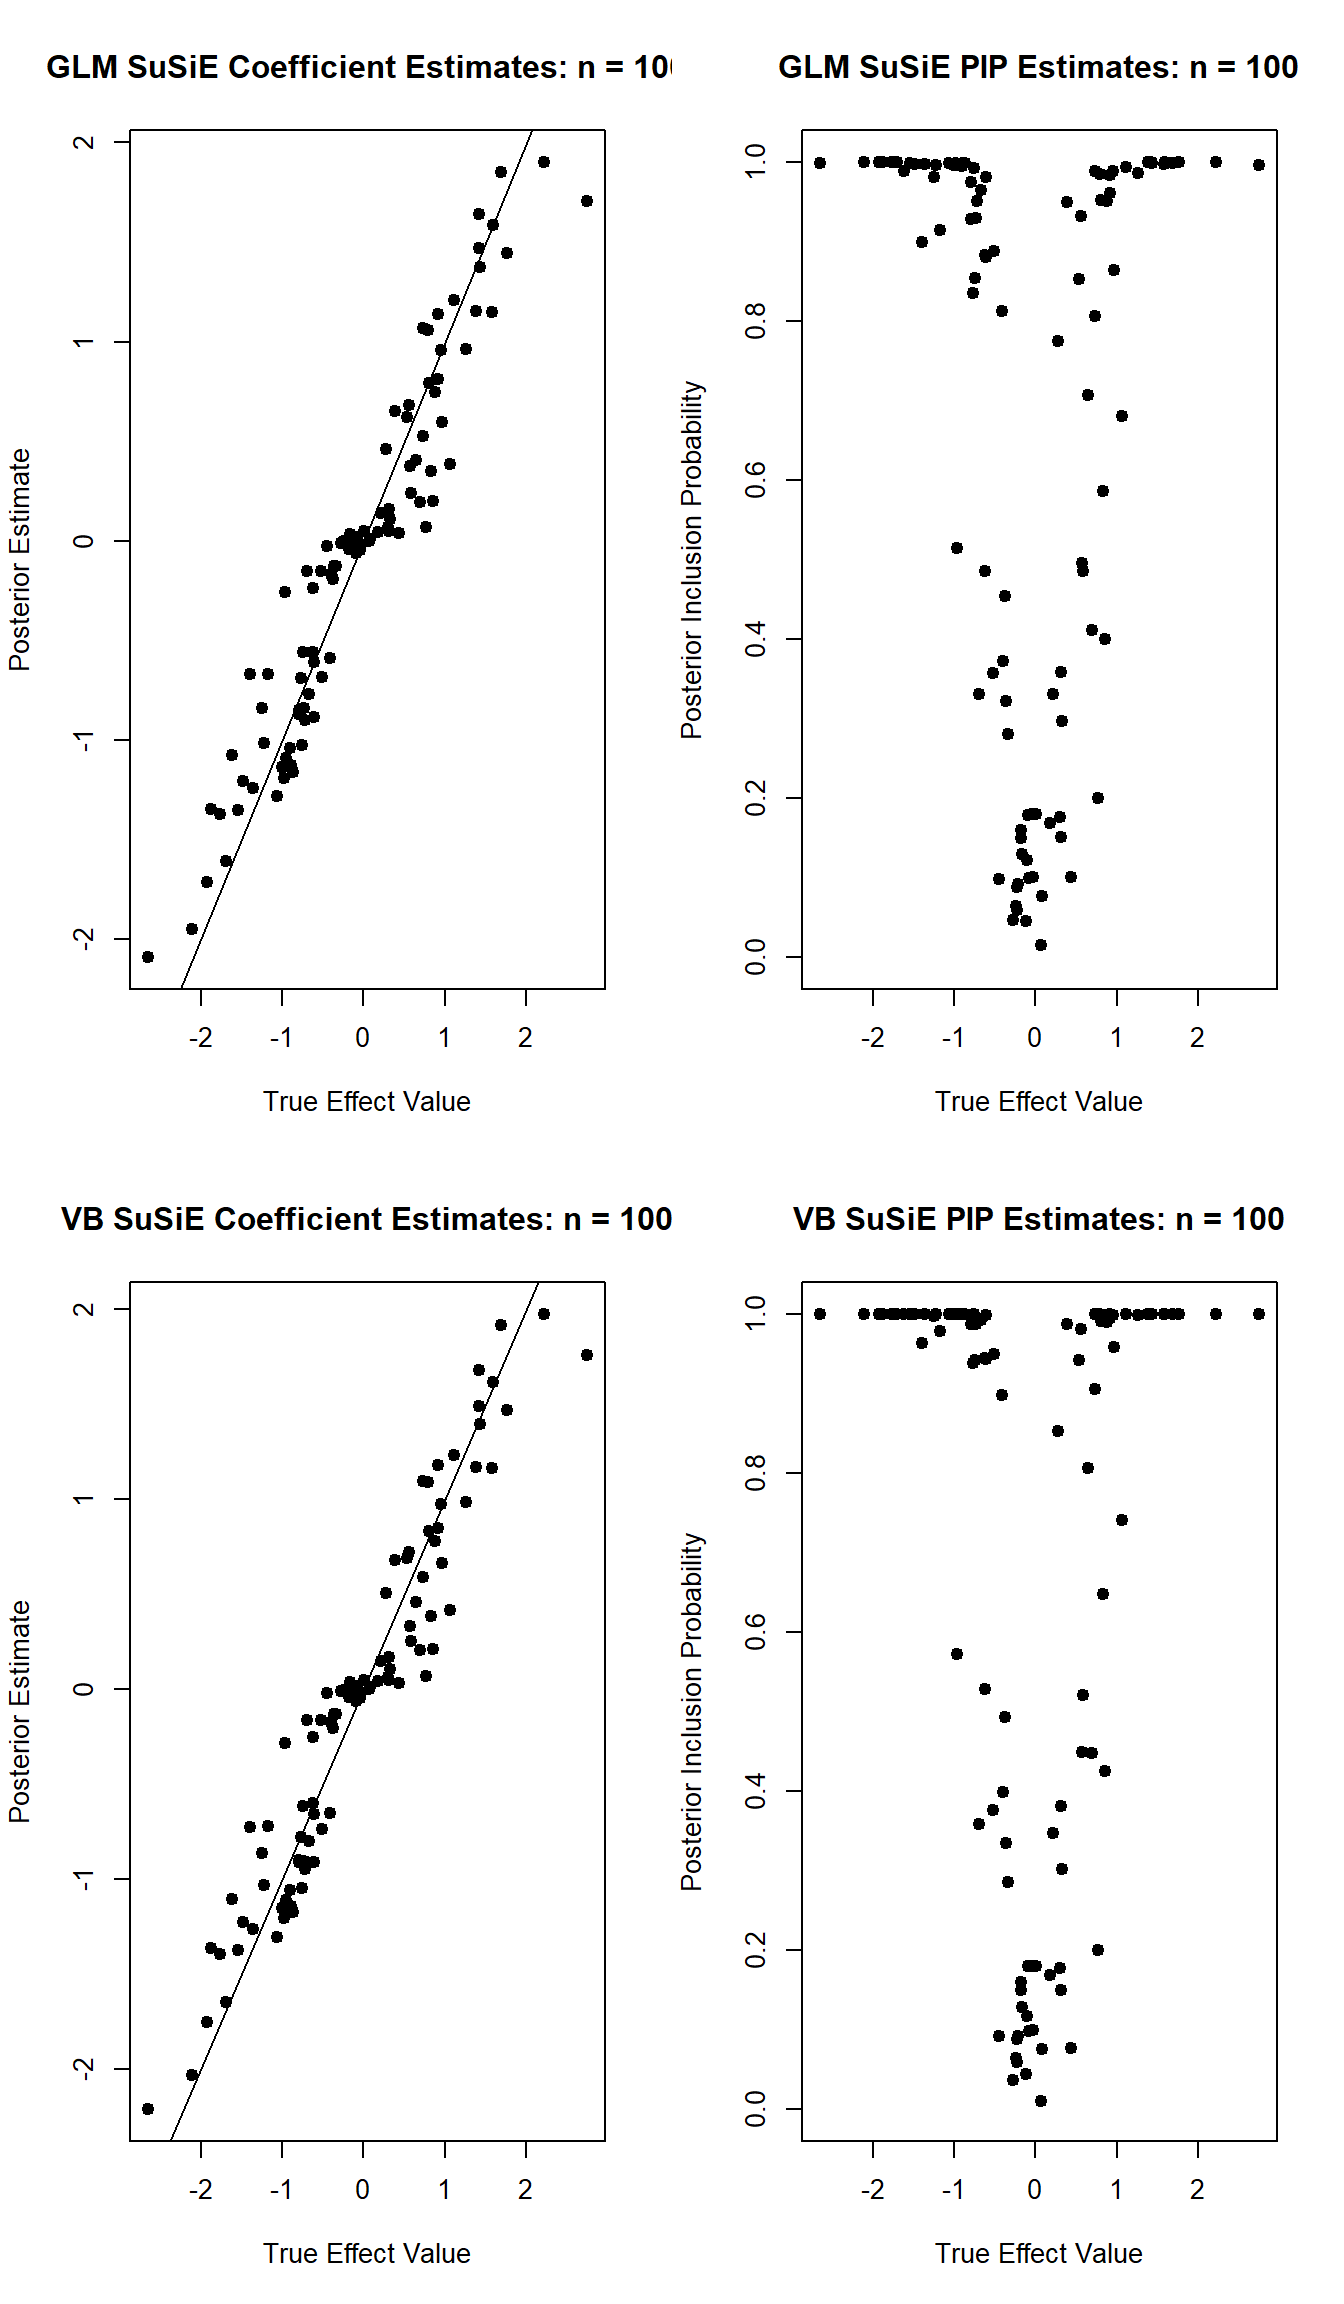 GLM SuSiE Coefficient Estimates: n = 10
GLM SuSiE PIP Estimates: n = 100
Posterior Estimate
2
1
0
-1
-2
-2 -1 0 1 2
True Effect Value
Posterior Inclusion Probability
1.0
0.8
0.6
0.4
0.2
0.0
-2 -1 0 1 2
True Effect Value
VB SuSiE Coefficient Estimates: n = 100
VB SuSiE PIP Estimates: n = 100
Posterior Estimate
2
1
0
-1
-2
-2 -1 0 1 2
True Effect Value
Posterior Inclusion Probability
1.0
0.8
0.6
0.4
0.2
0.0
-2 -1 0 1 2
True Effect Value